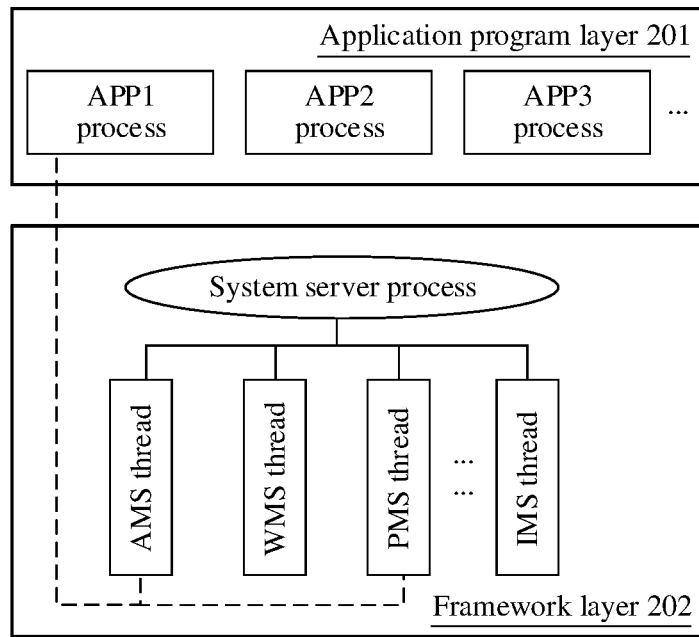 Application program layer 201
APP1
process
APP2
process
APP3
process
...
System server process
AMS thread
WMS thread
PMS thread
...
...
IMS thread
Framework layer 202